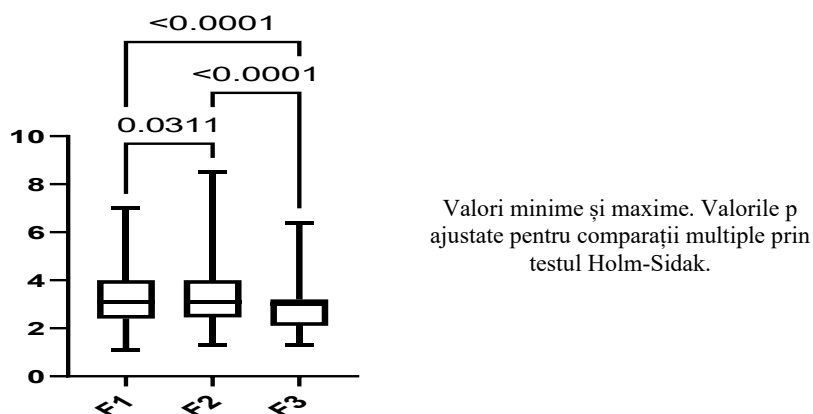 <0.0001
<0.0001
0.0311
10
8
6
4
2
0
F1
F2
F3
Valori minime și maxime. Valorile p
ajustate pentru comparații multiple prin
testul Holm-Sidak.